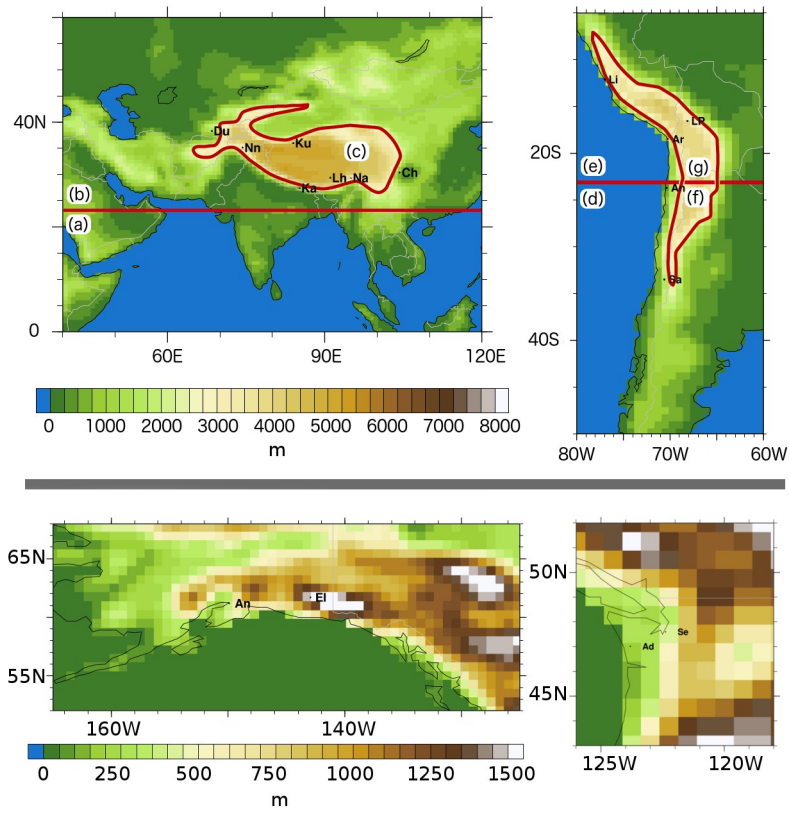 40N
0
60E
90E
120E
Du
Nn
Ku
(c)
Lh
Na
Ka
Ch
(b)
(a)
0 1000 2000 3000 4000 5000 6000 7000 8000
m
20S
40S
80W
70W
60W
Li
LP
Ar
(e)
(g)
An
(d)
(f)
Sa
65N
55N
160W
140W
An
El
0 250 500 750 1000 1250 1500
m
50N
45N
125W
120W
Se
Ad